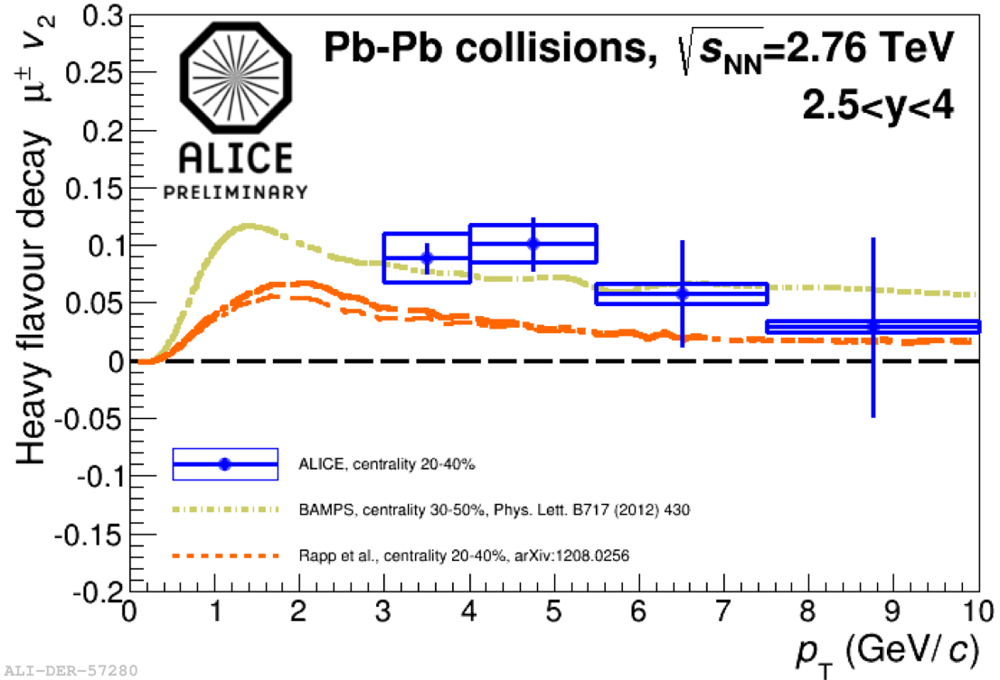 0.3
0.25
0.2
0.15
0.1
0.05
0
-0.05
-0.1
-0.15
-0.2
Heavy flavour decay μ± v₂
ALICE
PRELIMINARY
Pb-Pb collisions, √sNN=2.76 TeV
2.5<y<4
ALICE, centrality 20-40%
BAMPS, centrality 30-50%, Phys. Lett. B717 (2012) 430
Rapp et al., centrality 20-40%, arXiv:1208.0256
0 1 2 3 4 5 6 7 8 9 10
pT (GeV/c)
ALI-DER-57280